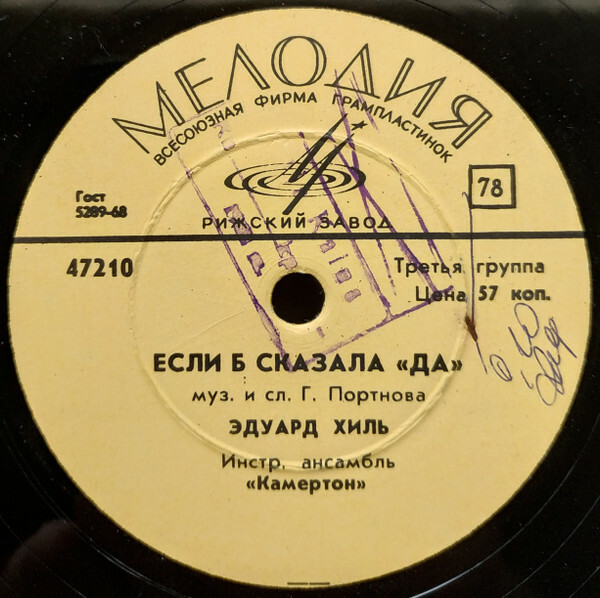 МЕЛОДИЯ
ВСЕСОЮЗНАЯ ФИРМА ГРАМПЛАСТИНОК
Гост
5289-68
78
РИЖСКИЙ ЗАВОД
47210
Третья группа
Цена 57 коп.
ЕСЛИ Б СКАЗАЛА «ДА»
муз. и сл. Г. Портнова
ЭДУАРД ХИЛЬ
Инстр. ансамбль
«Камертон»